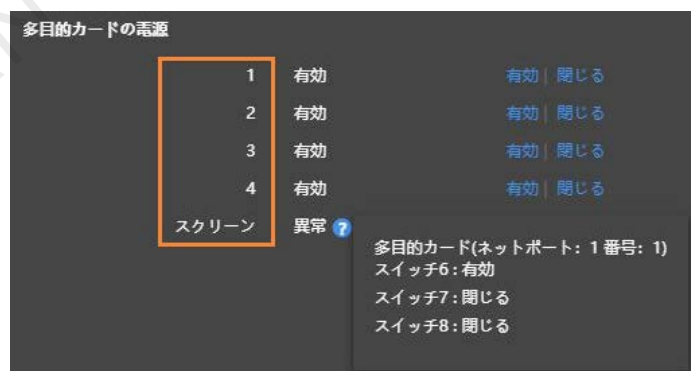 多目的カードの電源
1 有効 有効 | 閉じる
2 有効 有効 | 閉じる
3 有効 有効 | 閉じる
4 有効 有効 | 閉じる
スクリーン 異常 ?
多目的カード(ネットポート: 1 番号: 1)
スイッチ6:有効
スイッチ7:閉じる
スイッチ8:閉じる